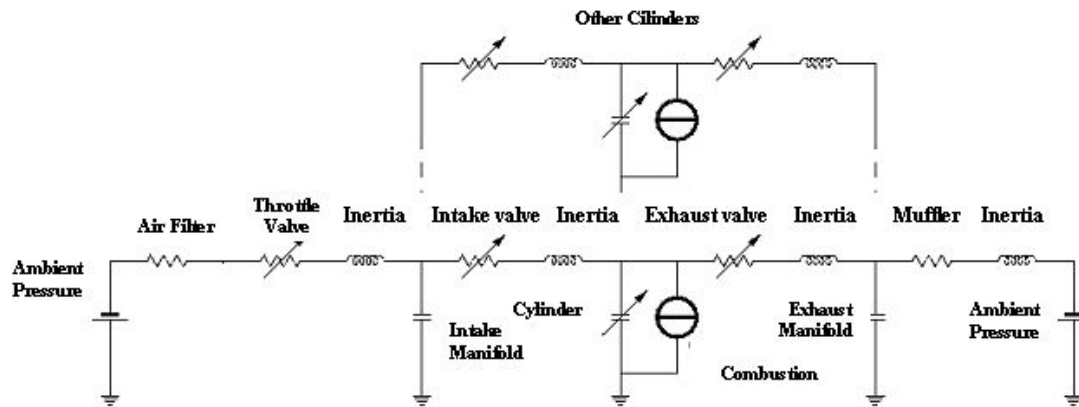 Other Cilinders
Throttle
Valve
Inertia
Intake valve
Inertia
Exhaust valve
Inertia
Muffler
Inertia
Air Filter
Ambient
Pressure
Cylinder
Intake
Manifold
Exhaust
Manifold
Ambient
Pressure
Combustion